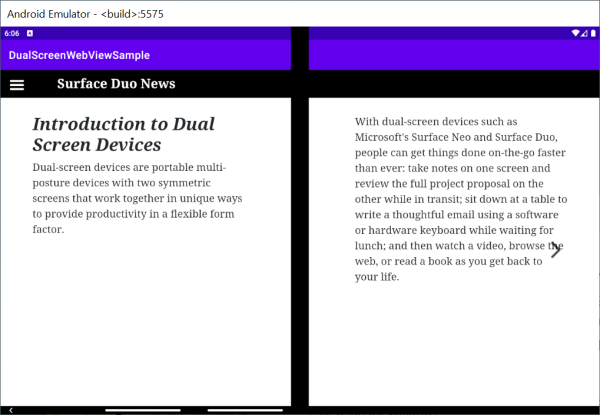 Android Emulator - <build>:5575
6:06
DualScreenWebViewSample
Surface Duo News
Introduction to Dual
Screen Devices
Dual-screen devices are portable multi-
posture devices with two symmetric
screens that work together in unique ways
to provide productivity in a flexible form
factor.
With dual-screen devices such as
Microsoft's Surface Neo and Surface Duo,
people can get things done on-the-go faster
than ever: take notes on one screen and
review the full project proposal on the
other while in transit; sit down at a table to
write a thoughtful email using a software
or hardware keyboard while waiting for
lunch; and then watch a video, browse the
web, or read a book as you get back to
your life.